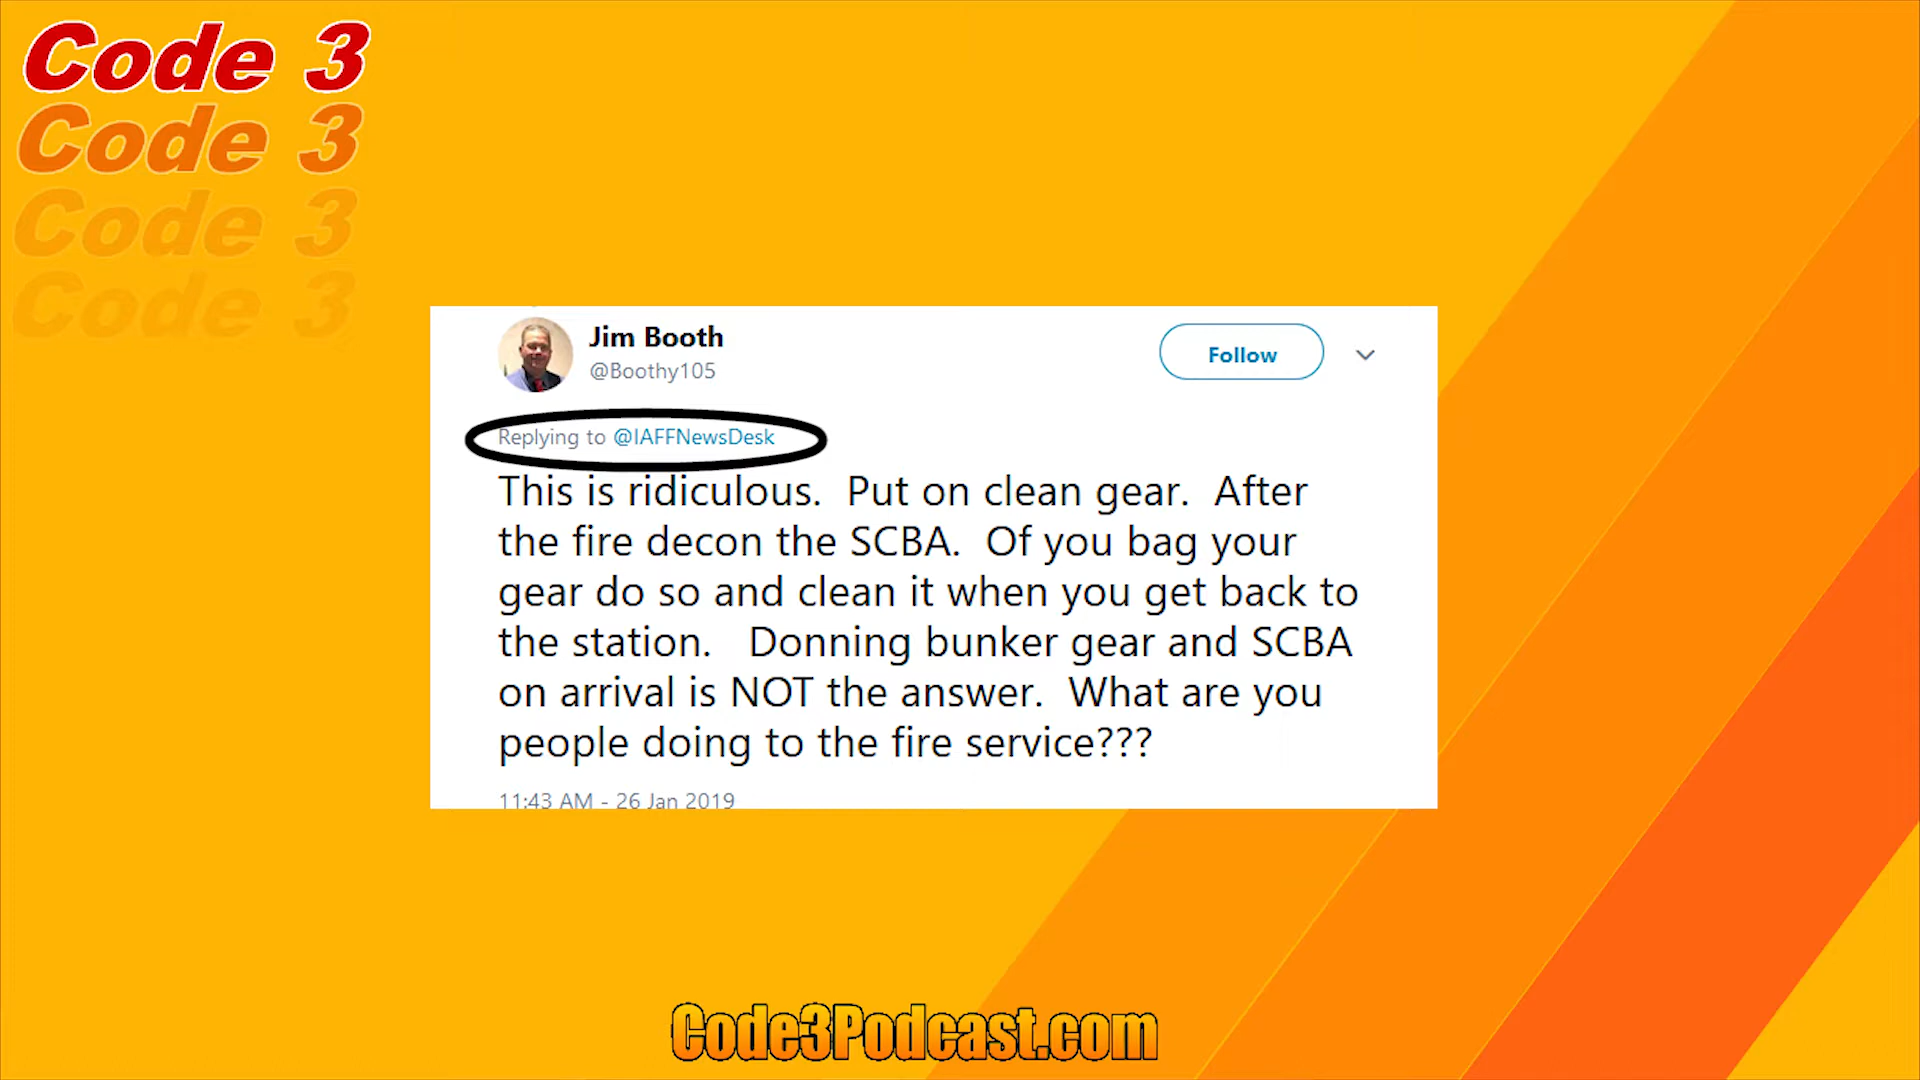 Code 3
Code 3
Code 3
Code 3
Jim Booth
@Boothy105
Follow
Replying to @IAFFNewsDesk
This is ridiculous. Put on clean gear. After
the fire decon the SCBA. Of you bag your
gear do so and clean it when you get back to
the station. Donning bunker gear and SCBA
on arrival is NOT the answer. What are you
people doing to the fire service???
11:43 AM - 26 Jan 2019
Code3Podcast.com